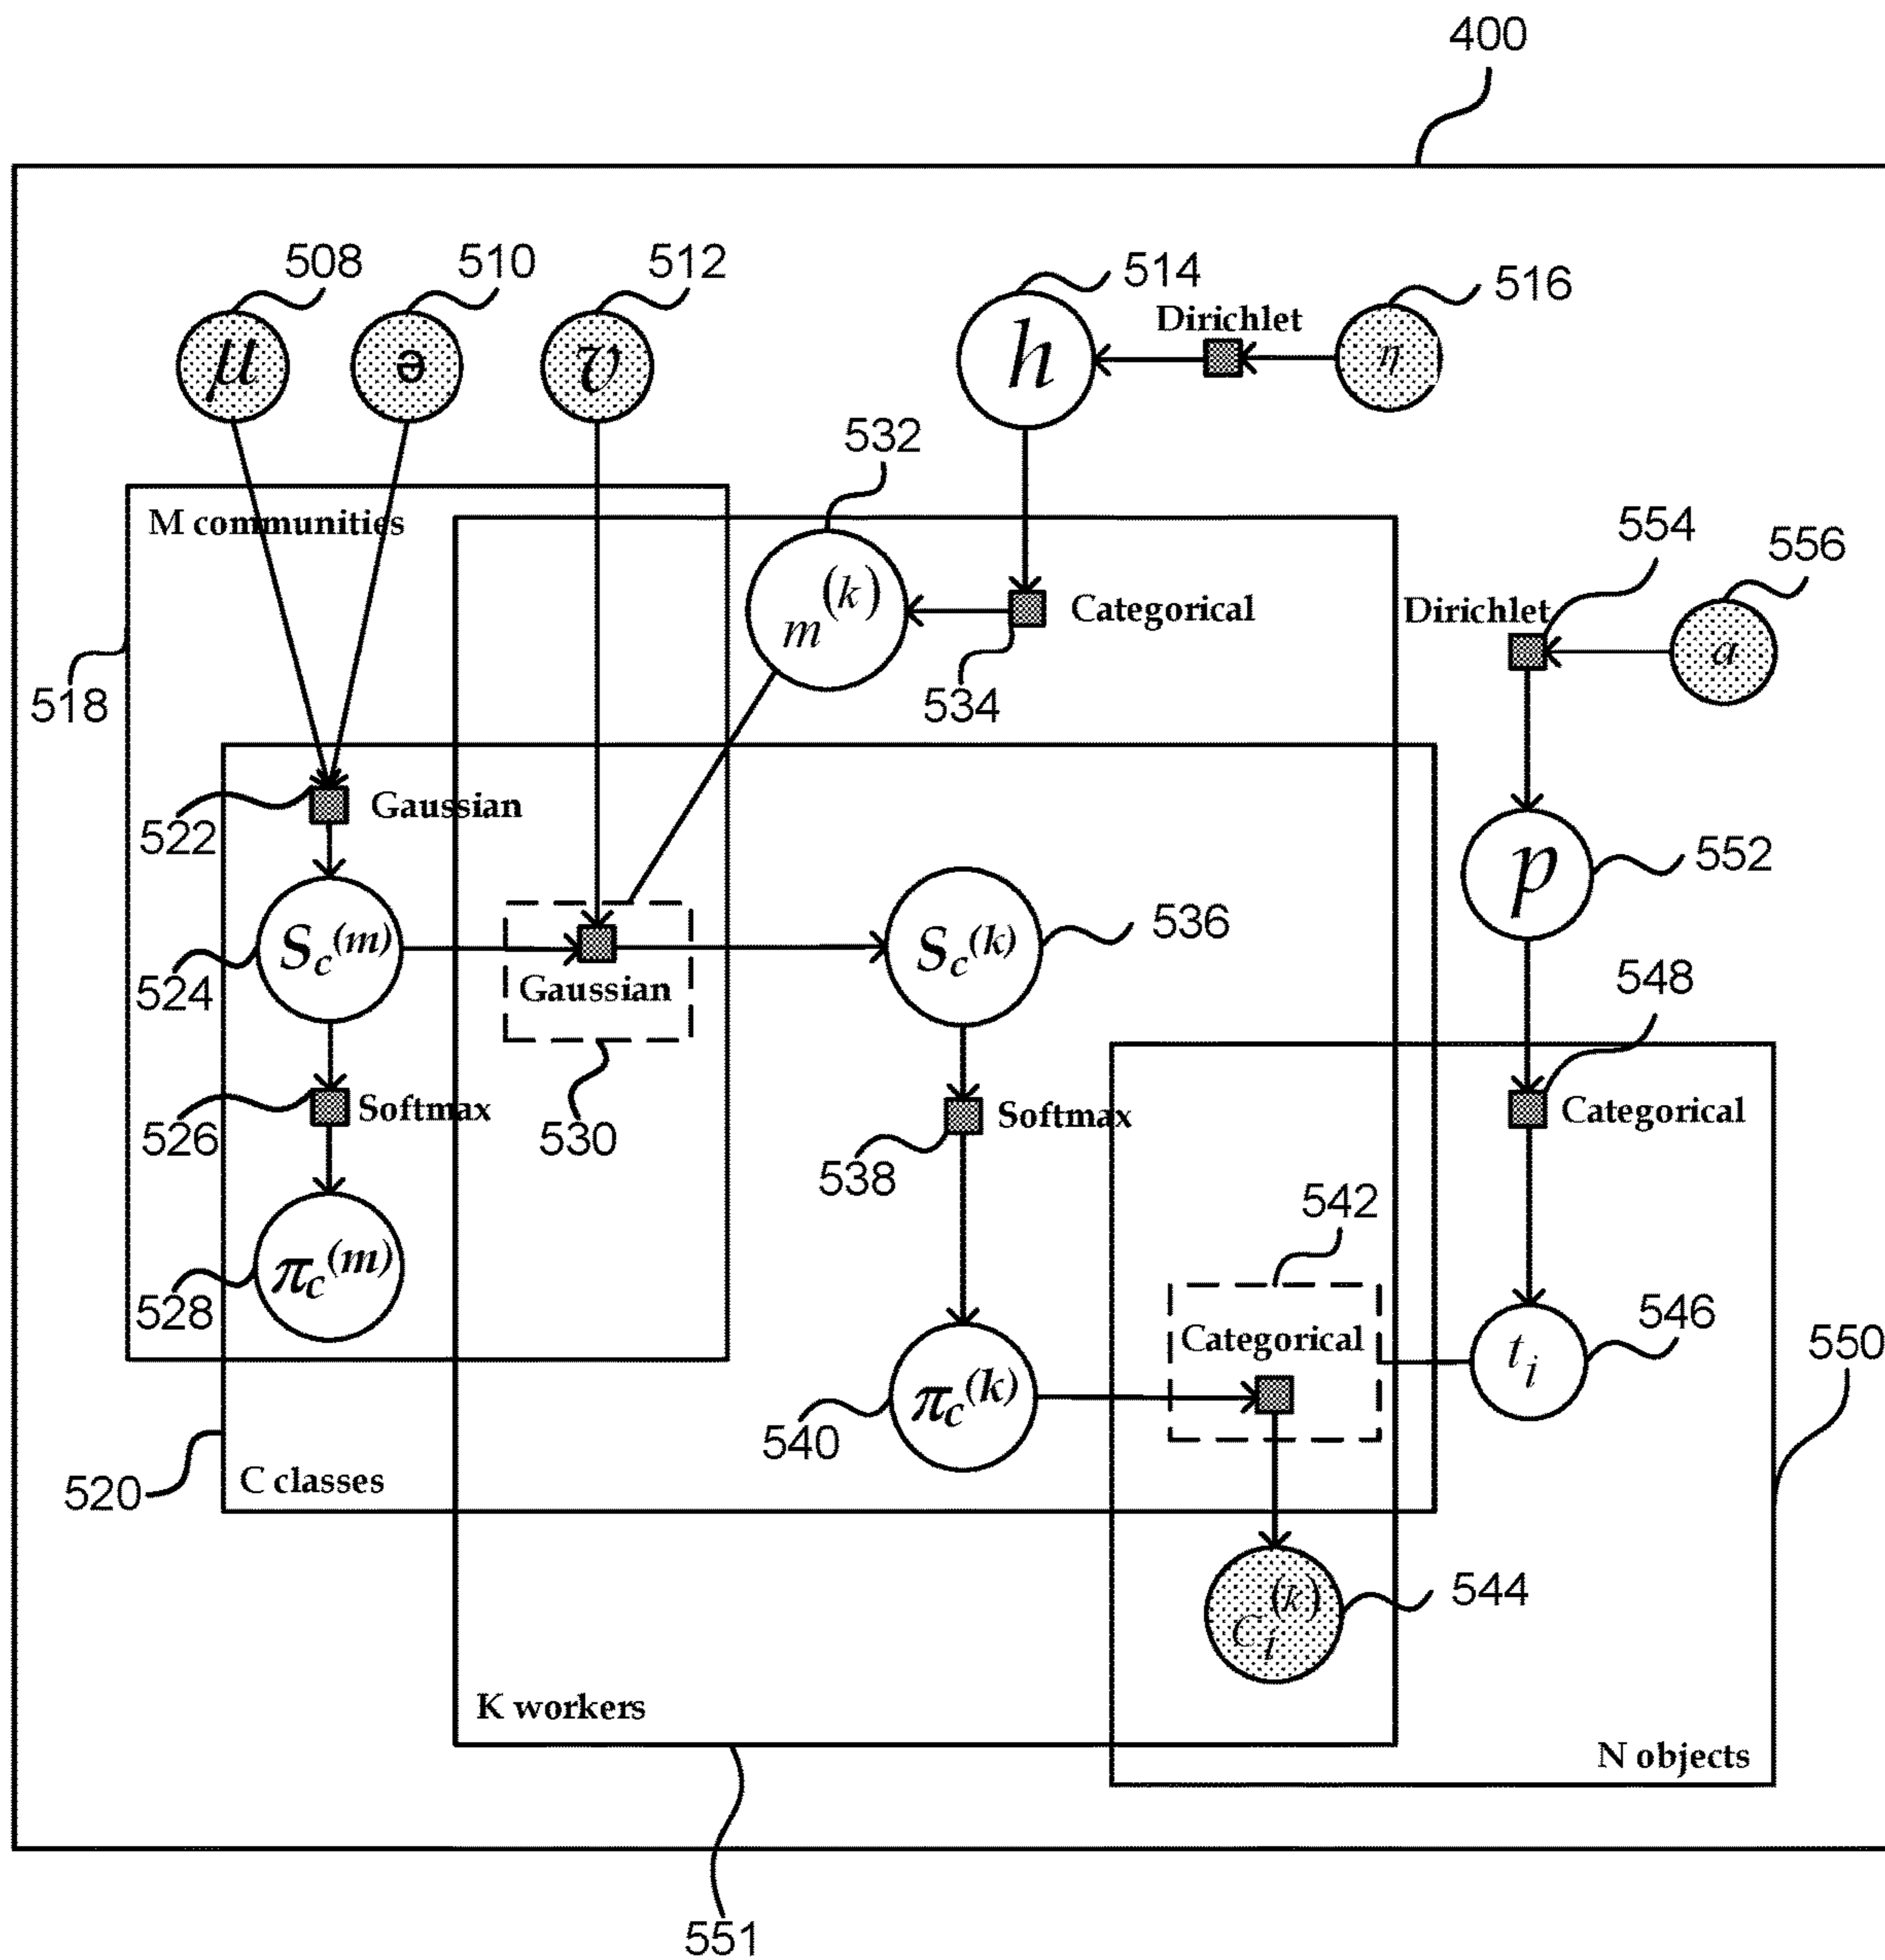 400
508
510
512
514
516
Dirichlet
μ
ө
υ
h
η
532
M communities
554
556
m(k)
Categorical
Dirichlet
a
518
534
522
Gaussian
p
552
Sc(m)
Sc(k)
536
524
Gaussian
548
526
Softmax
530
Softmax
Categorical
538
542
πc(m)
528
Categorical
ti
546
550
πc(k)
540
520
C classes
ci(k)
544
K workers
N objects
551